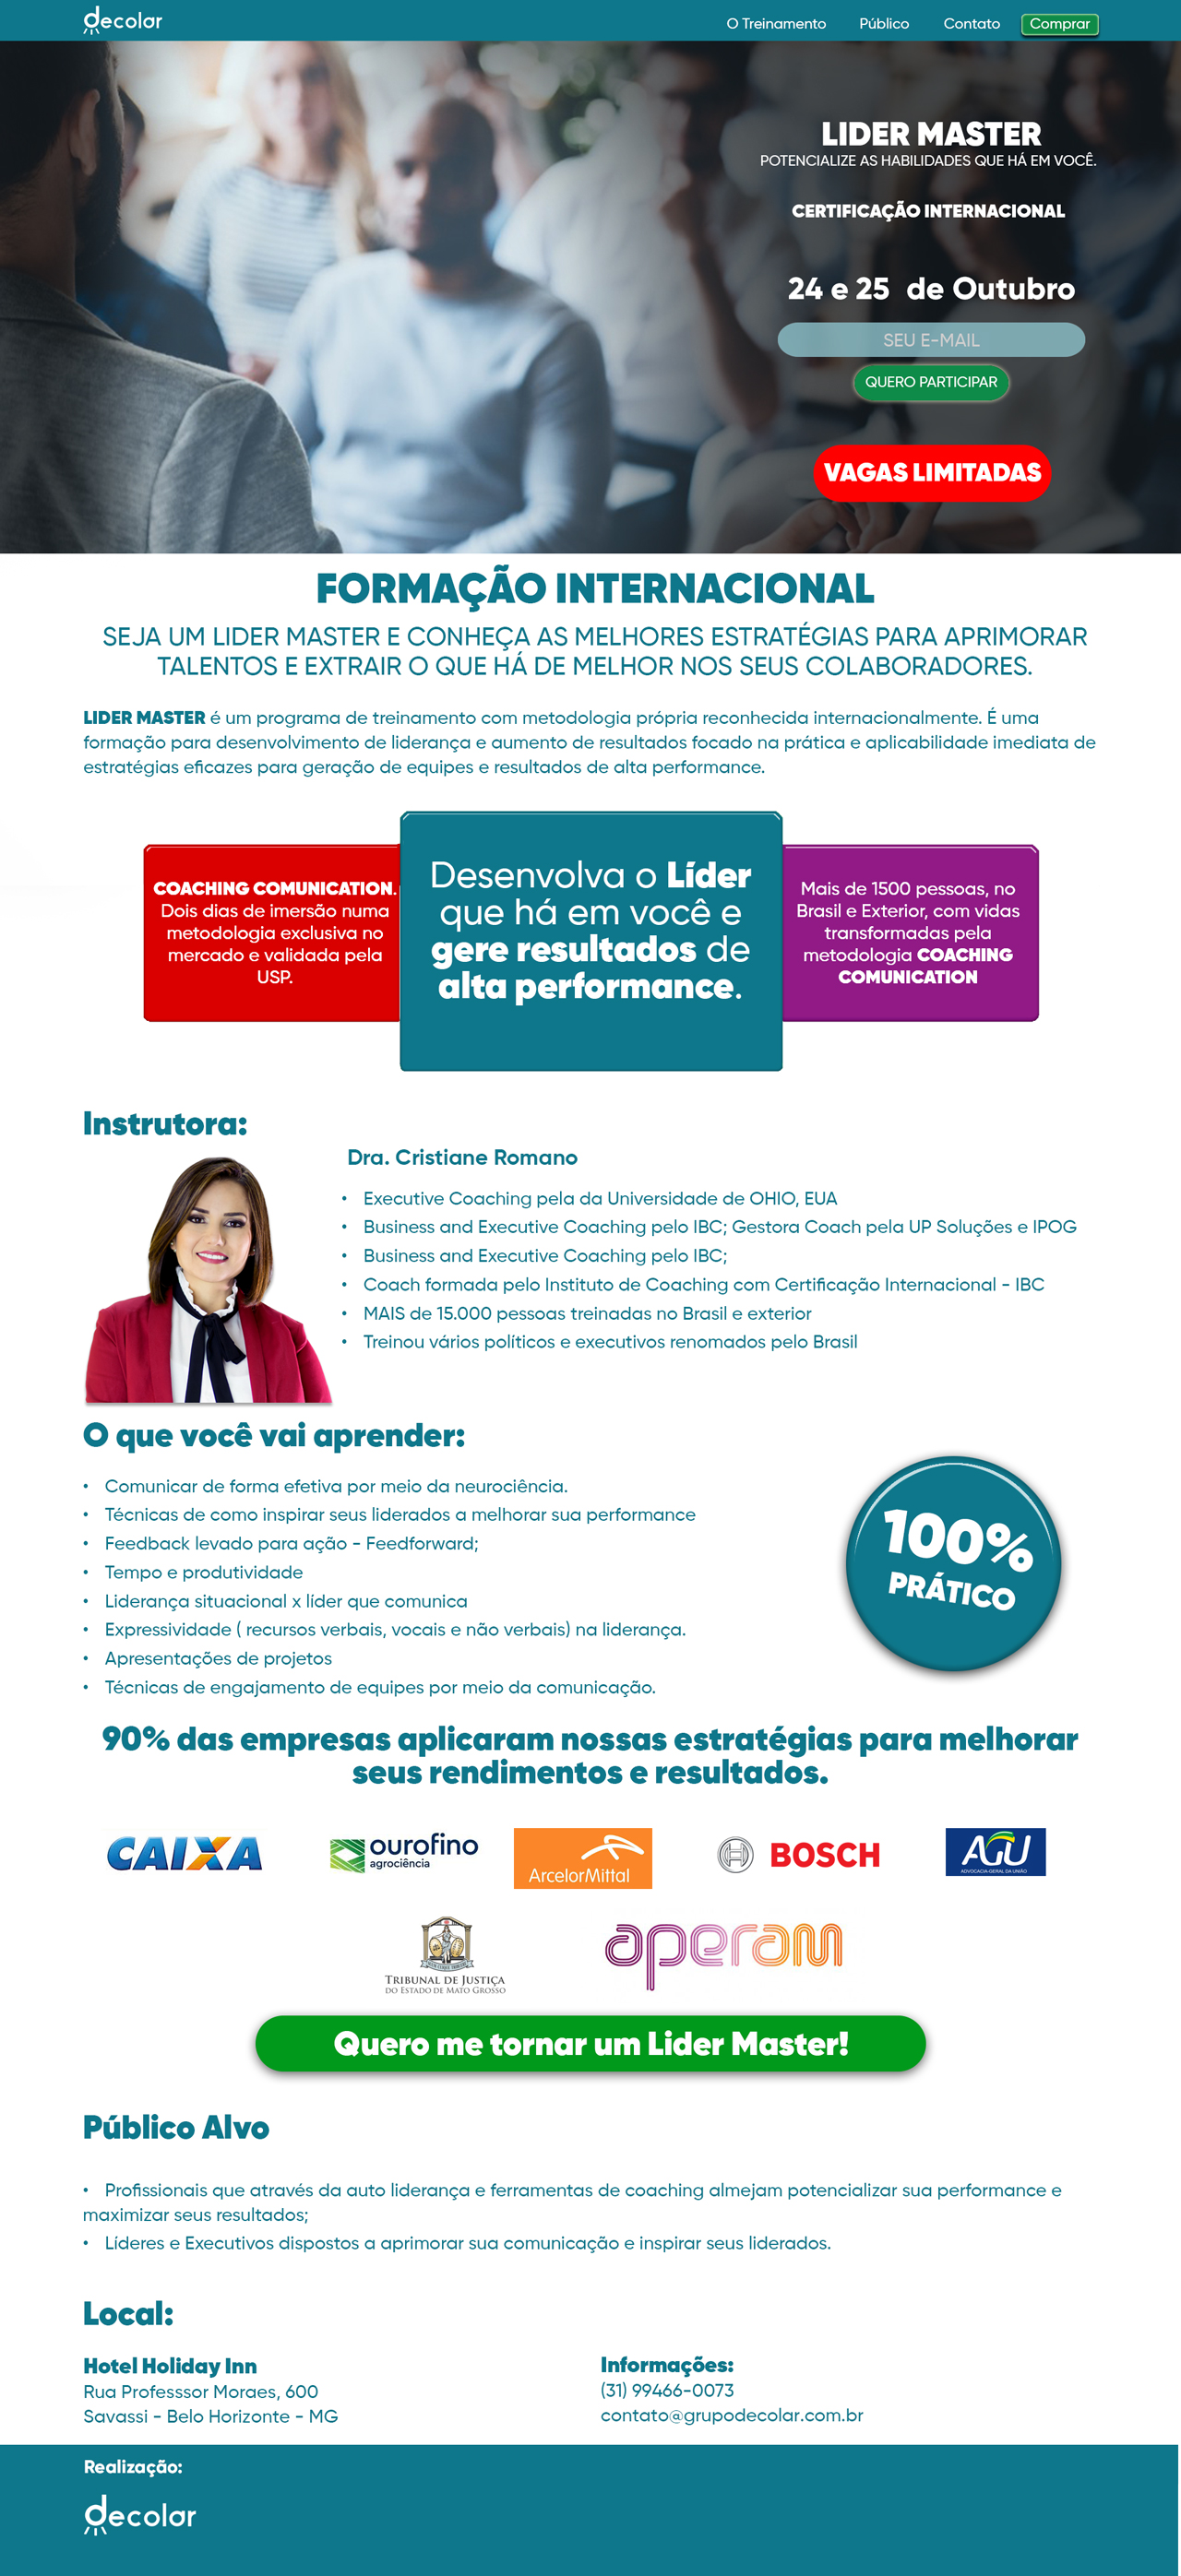 decolar
O Treinamento Público Contato Comprar
LIDER MASTER
POTENCIALIZE AS HABILIDADES QUE HÁ EM VOCÊ.
CERTIFICAÇÃO INTERNACIONAL
24 e 25 de Outubro
SEU E-MAIL
QUERO PARTICIPAR
VAGAS LIMITADAS
FORMAÇÃO INTERNACIONAL
SEJA UM LIDER MASTER E CONHEÇA AS MELHORES ESTRATÉGIAS PARA APRIMORAR
TALENTOS E EXTRAIR O QUE HÁ DE MELHOR NOS SEUS COLABORADORES.
LIDER MASTER é um programa de treinamento com metodologia própria reconhecida internacionalmente. É uma
formação para desenvolvimento de liderança e aumento de resultados focado na prática e aplicabilidade imediata de
estratégias eficazes para geração de equipes e resultados de alta performance.
COACHING COMUNICATION.
Dois dias de imersão numa
metodologia exclusiva no
mercado e validada pela
USP.
Desenvolva o Líder
que há em você e
gere resultados de
alta performance.
Mais de 1500 pessoas, no
Brasil e Exterior, com vidas
transformadas pela
metodologia COACHING
COMUNICATION
Instrutora:
Dra. Cristiane Romano
• Executive Coaching pela da Universidade de OHIO, EUA
• Business and Executive Coaching pelo IBC; Gestora Coach pela UP Soluções e IPOG
• Business and Executive Coaching pelo IBC;
• Coach formada pelo Instituto de Coaching com Certificação Internacional - IBC
• MAIS de 15.000 pessoas treinadas no Brasil e exterior
• Treinou vários políticos e executivos renomados pelo Brasil
O que você vai aprender:
• Comunicar de forma efetiva por meio da neurociência.
• Técnicas de como inspirar seus liderados a melhorar sua performance
• Feedback levado para ação - Feedforward;
• Tempo e produtividade
• Liderança situacional x líder que comunica
• Expressividade ( recursos verbais, vocais e não verbais) na liderança.
• Apresentações de projetos
• Técnicas de engajamento de equipes por meio da comunicação.
100%
PRÁTICO
90% das empresas aplicaram nossas estratégias para melhorar
seus rendimentos e resultados.
CAIXA
ourofino
agrociência
ArcelorMittal
BOSCH
AGU
ADVOCACIA-GERAL DA UNIÃO
TRIBUNAL DE JUSTIÇA
DO ESTADO DE MATO GROSSO
aperam
Quero me tornar um Lider Master!
Público Alvo
• Profissionais que através da auto liderança e ferramentas de coaching almejam potencializar sua performance e
maximizar seus resultados;
• Líderes e Executivos dispostos a aprimorar sua comunicação e inspirar seus liderados.
Local:
Hotel Holiday Inn
Rua Professsor Moraes, 600
Savassi - Belo Horizonte - MG
Informações:
(31) 99466-0073
contato@grupodecolar.com.br
Realização:
decolar